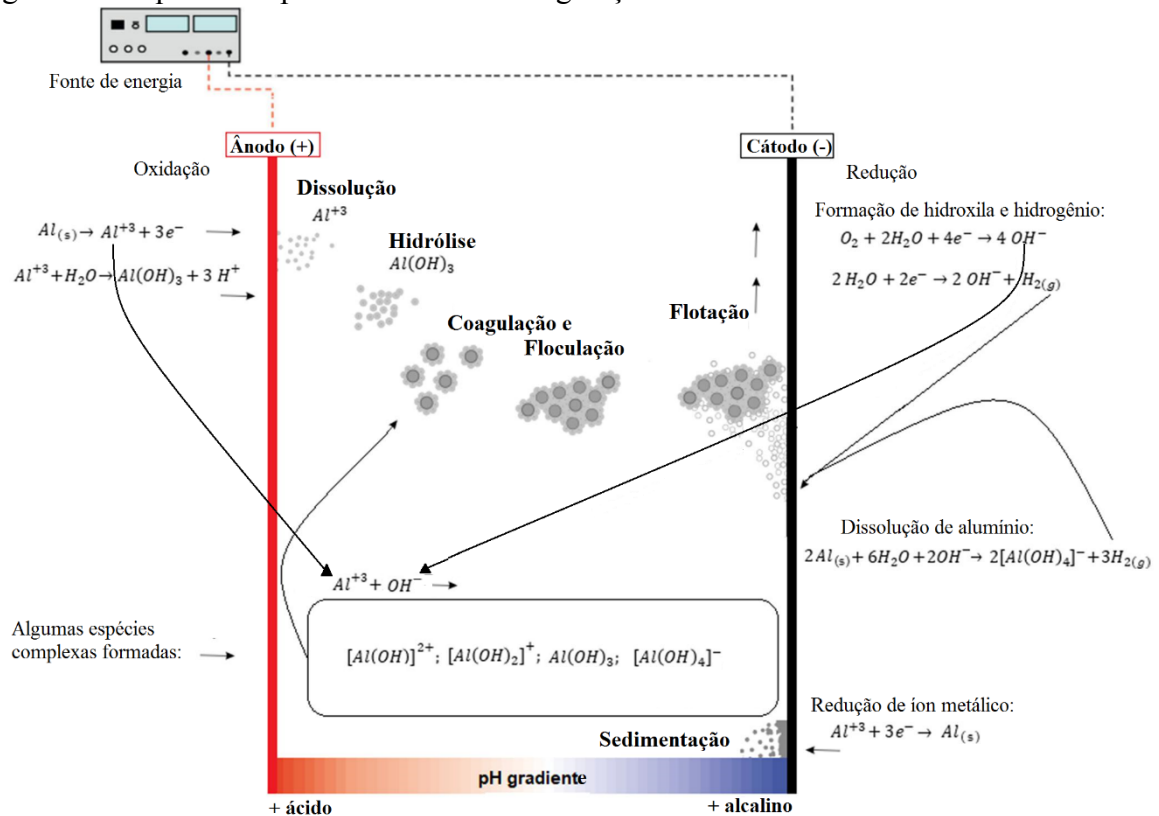 Fonte de energia
Ânodo (+)
Cátodo (-)
Oxidação
Redução
Dissolução
Al⁺³
Formação de hidroxila e hidrogênio:
Al₍ₛ₎ → Al⁺³ + 3e⁻
O₂ + 2H₂O + 4e⁻ → 4 OH⁻
Hidrólise
Al(OH)₃
Al⁺³ + H₂O → Al(OH)₃ + 3 H⁺
2 H₂O + 2e⁻ → 2 OH⁻ + H₂₍g₎
Coagulação e
Floculação
Flotação
Dissolução de alumínio:
2Al₍ₛ₎ + 6H₂O + 2OH⁻ → 2[Al(OH)₄]⁻ + 3H₂₍g₎
Al⁺³ + OH⁻
Algumas espécies
complexas formadas:
[Al(OH)]²⁺; [Al(OH)₂]⁺; Al(OH)₃; [Al(OH)₄]⁻
Redução de íon metálico:
Al⁺³ + 3e⁻ → Al₍ₛ₎
Sedimentação
pH gradiente
+ ácido
+ alcalino